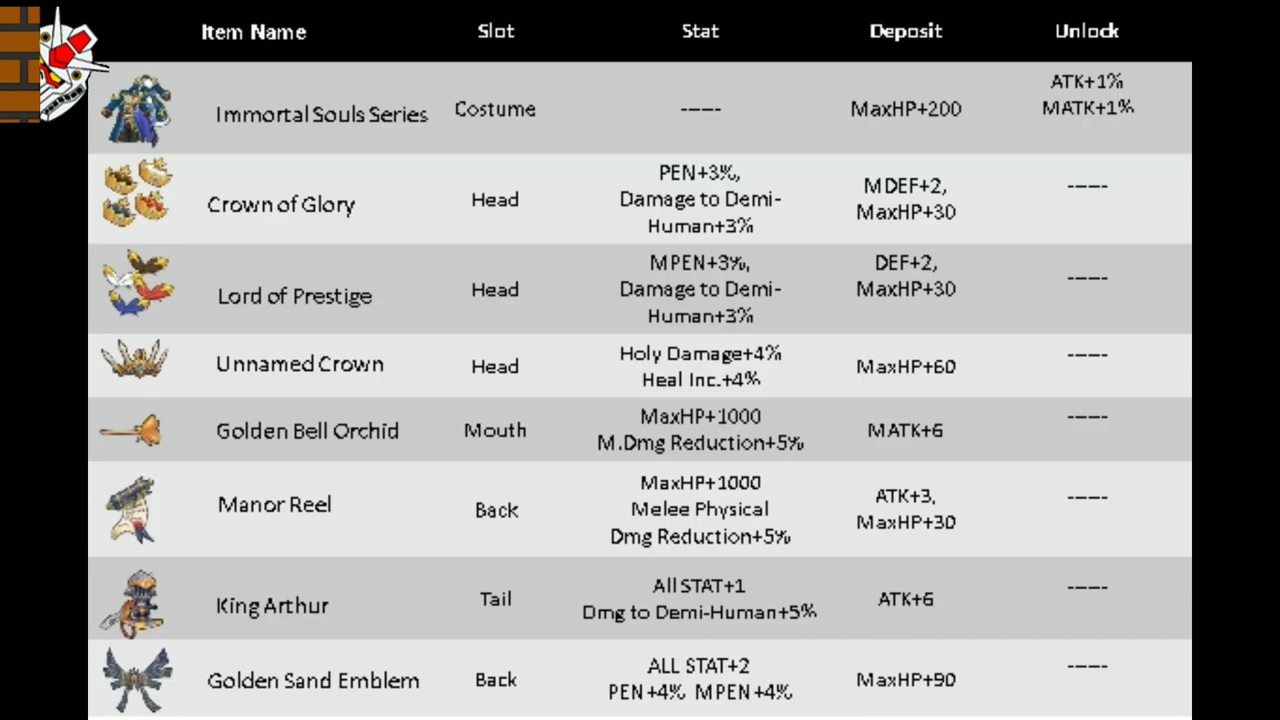 Item Name Slot Stat Deposit Unlock
Immortal Souls Series Costume ------ MaxHP+200 ATK+1%
MATK+1%
Crown of Glory Head PEN+3%,
Damage to Demi-
Human+3% MDEF+2,
MaxHP+30 ------
Lord of Prestige Head MPEN+3%,
Damage to Demi-
Human+3% DEF+2,
MaxHP+30 ------
Unnamed Crown Head Holy Damage+4%
Heal Inc.+4% MaxHP+60 ------
Golden Bell Orchid Mouth MaxHP+1000
M.Dmg Reduction+5% MATK+6 ------
Manor Reel Back MaxHP+1000
Melee Physical
Dmg Reduction+5% ATK+3,
MaxHP+30 ------
King Arthur Tail All STAT+1
Dmg to Demi-Human+5% ATK+6 ------
Golden Sand Emblem Back ALL STAT+2
PEN+4% MPEN+4% MaxHP+90 ------